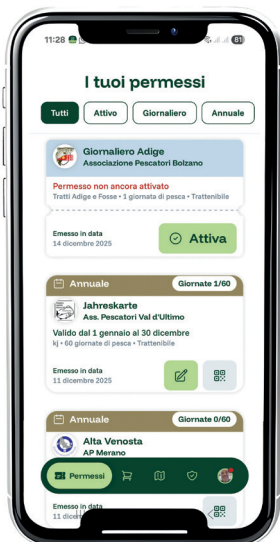 11:28
81
I tuoi permessi
Tutti
Attivo
Giornaliero
Annuale
Giornaliero Adige
Associazione Pescatori Bolzano
Permesso non ancora attivato
Tratti Adige e Fosse • 1 giornata di pesca • Trattenibile
Emesso in data
14 dicembre 2025
Attiva
Annuale
Giornate 1/60
Jahreskarte
Ass. Pescatori Val d'Ultimo
Valido dal 1 gennaio al 30 dicembre
kj • 60 giornate di pesca • Trattenibile
Emesso in data
11 dicembre 2025
Annuale
Giornate 0/60
Alta Venosta
AP Merano
Permessi
Emesso in data